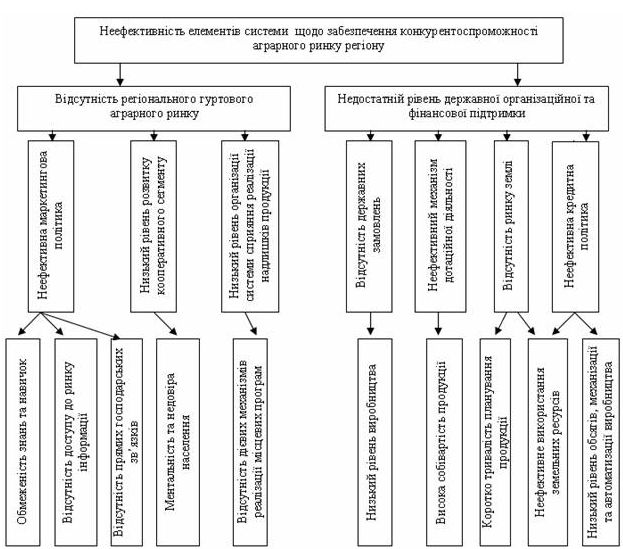 Неефективність елементів системи щодо забезпечення конкурентоспроможності
аграрного ринку регіону
Відсутність регіонального гуртового
аграрного ринку
Недостатній рівень державної організаційної та
фінансової підтримки
Неефективна маркетингова
політика
Низький рівень розвитку
кооперативного сегменту
Низький рівень організації
системи сприяння реалізації
надлишків продукції
Відсутність державних
замовлень
Неефективний механізм
дотаційної діяльності
Відсутність ринку землі
Неефективна кредитна
політика
Обмеженість знань та навичок
Відсутність доступу до ринку
інформації
Відсутність прямих господарських
зв'язків
Ментальність та недовіра
населення
Відсутність дієвих механізмів
реалізації місцевих програм
Низький рівень виробництва
Висока собівартість продукції
Коротко тривалість планування
продукції
Неефективне використання
земельних ресурсів
Низький рівень обсягів, механізації
та автоматизації виробництва